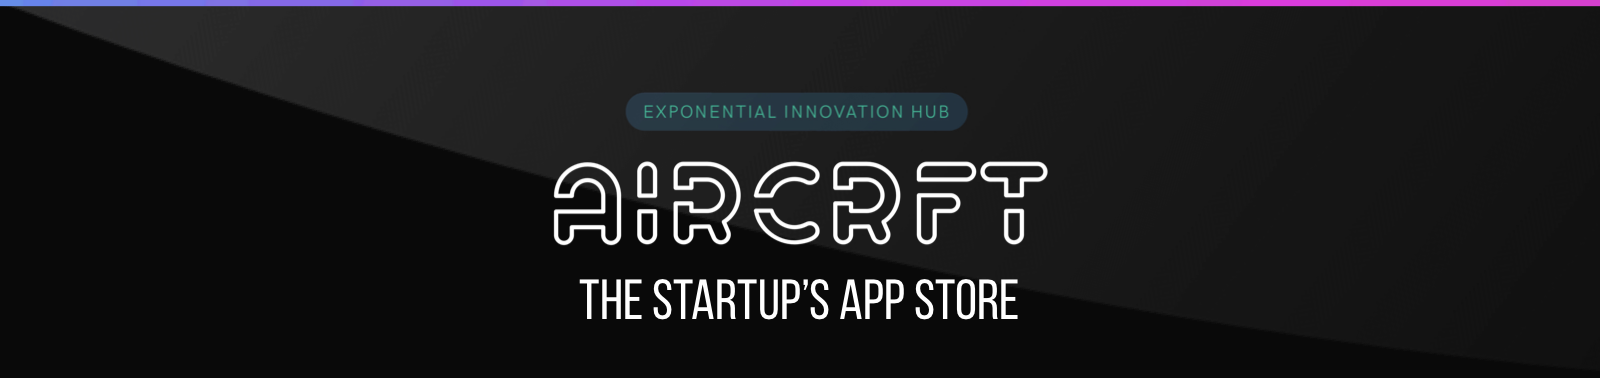 EXPONENTIAL INNOVATION HUB
AIRCRFT
THE STARTUP’S APP STORE